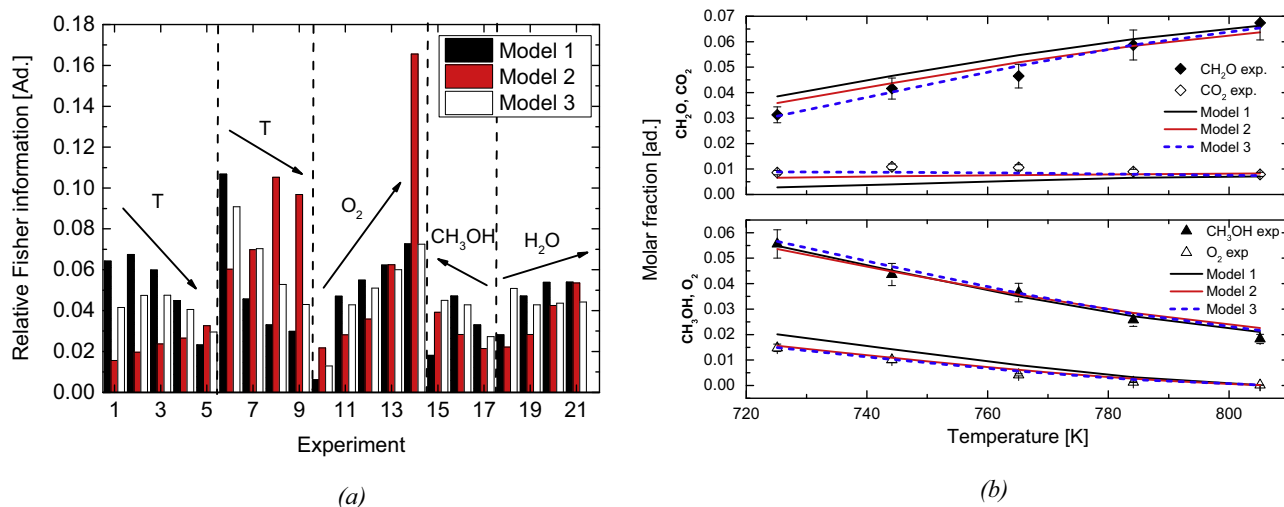 Relative Fisher information [Ad.]
0.18
0.16
0.14
0.12
0.10
0.08
0.06
0.04
0.02
0.00
Model 1
Model 2
Model 3
T
T
O2
CH3OH
H2O
1 3 5 7 9 11 13 15 17 19 21
Experiment
(a)
Molar fraction [ad.]
CH2O, CO2
0.07
0.06
0.05
0.04
0.03
0.02
0.01
0.00
CH2O exp.
CO2 exp.
Model 1
Model 2
Model 3
CH3OH, O2
0.06
0.05
0.04
0.03
0.02
0.01
0.00
CH3OH exp
O2 exp
Model 1
Model 2
Model 3
720 740 760 780 800
Temperature [K]
(b)